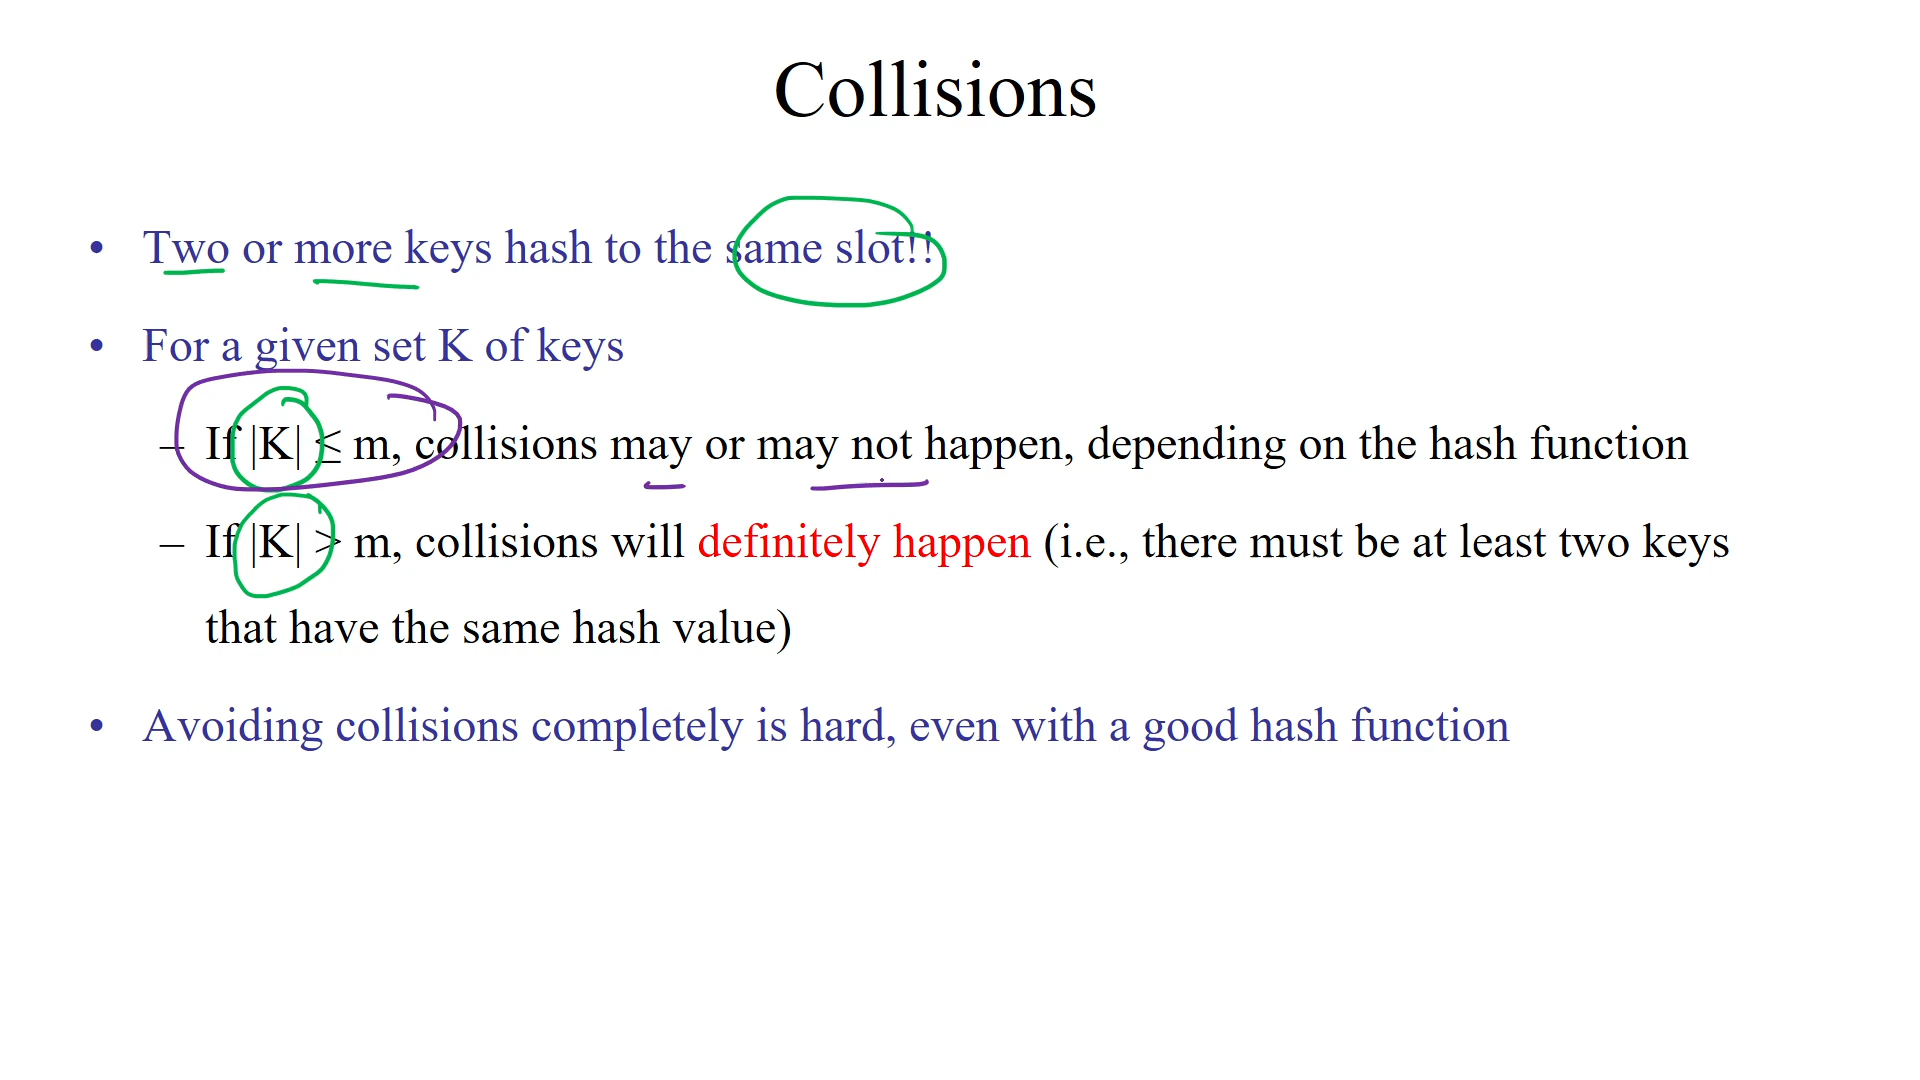 Collisions
• Two or more keys hash to the same slot!!
• For a given set K of keys
– If |K| ≤ m, collisions may or may not happen, depending on the hash function
– If |K| > m, collisions will definitely happen (i.e., there must be at least two keys
that have the same hash value)
• Avoiding collisions completely is hard, even with a good hash function